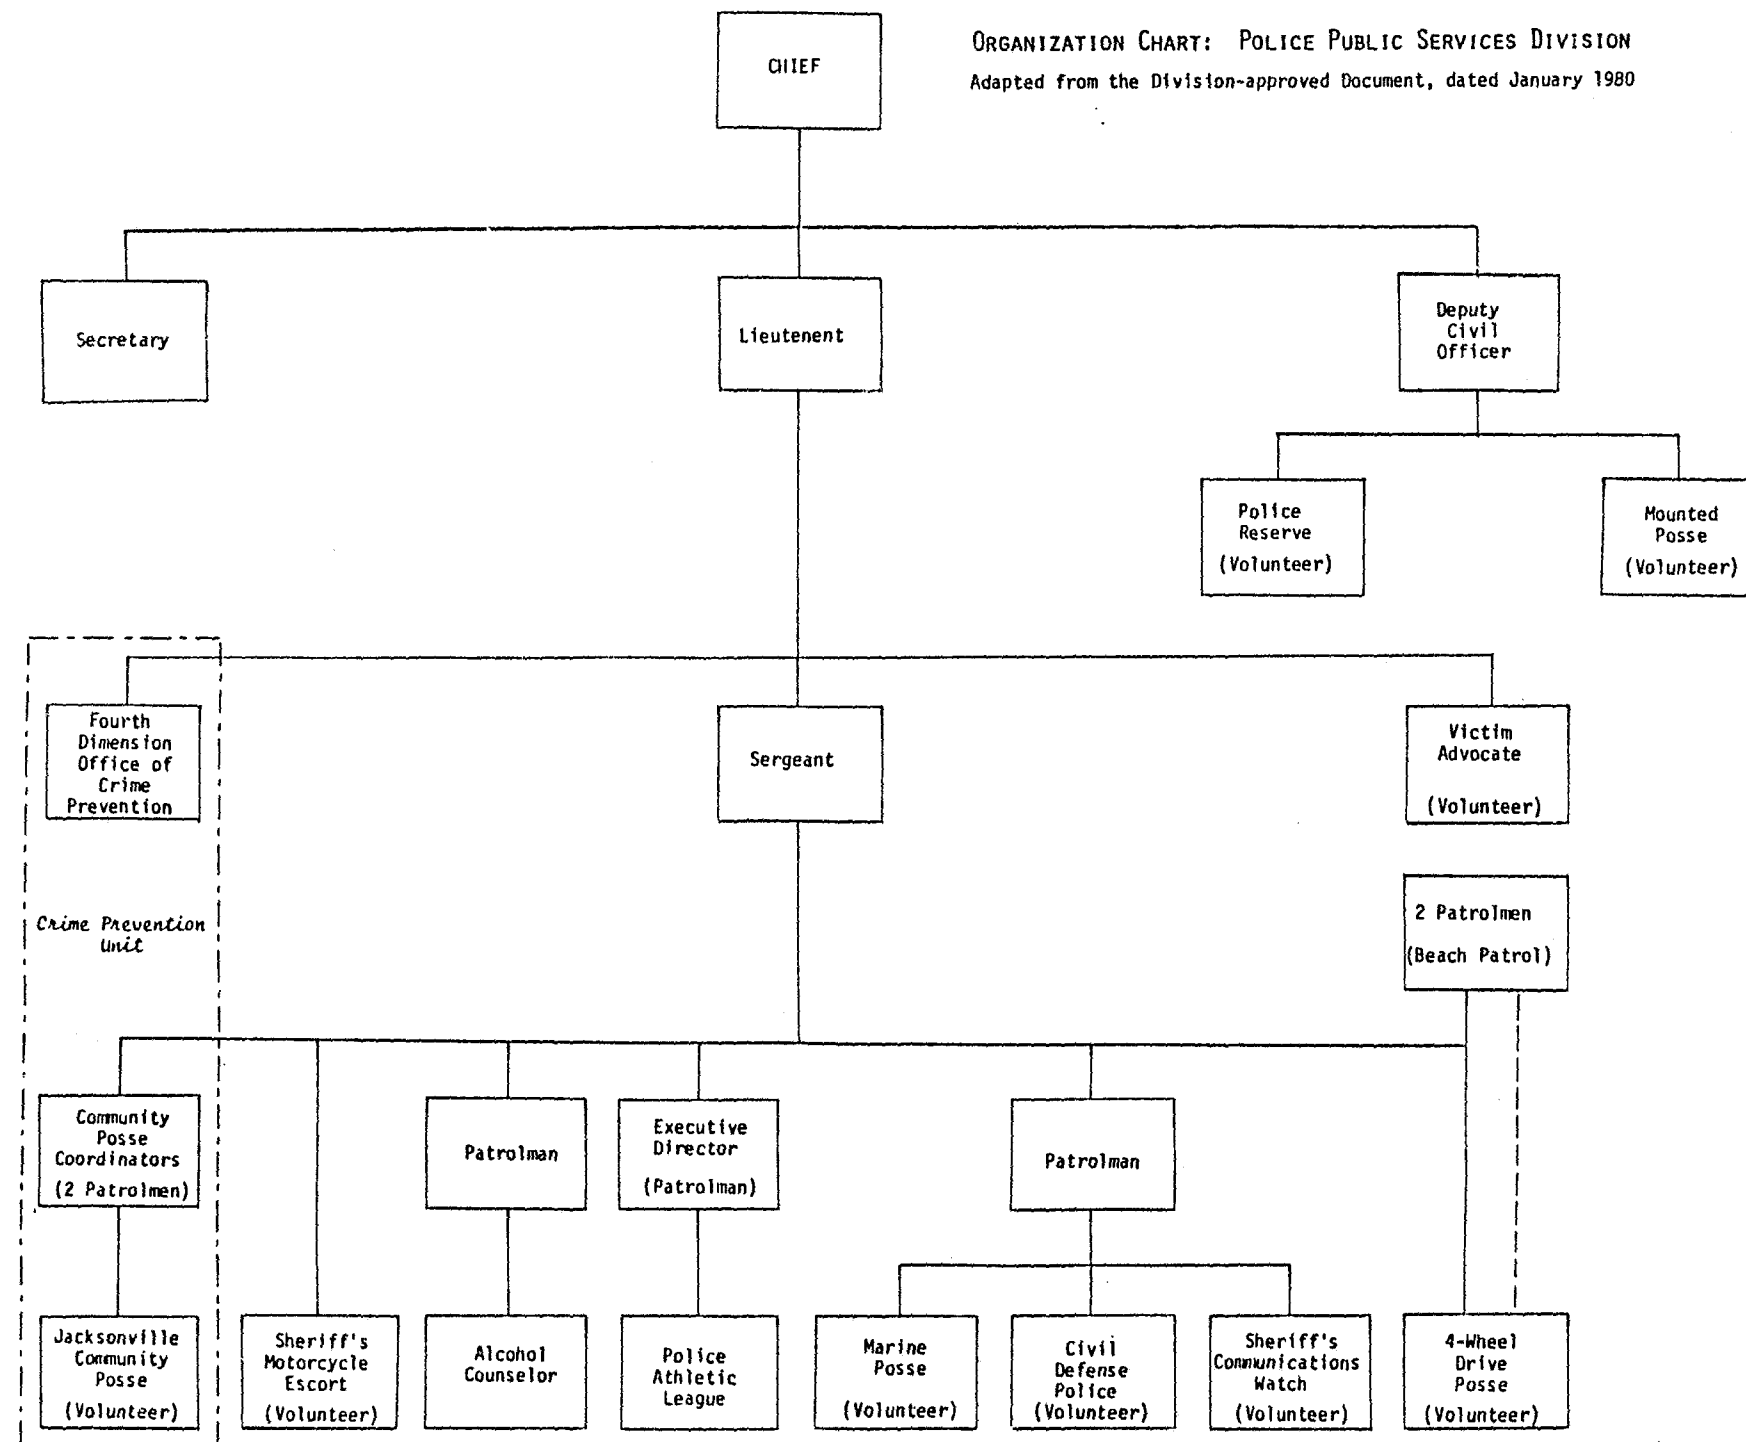 ORGANIZATION CHART: POLICE PUBLIC SERVICES DIVISION
Adapted from the Division-approved Document, dated January 1980
CHIEF
Secretary
Lieutenent
Deputy
Civil
Officer
Police
Reserve
(Volunteer)
Mounted
Posse
(Volunteer)
Fourth
Dimension
Office of
Crime
Prevention
Sergeant
Victim
Advocate
(Volunteer)
Crime Prevention
Unit
2 Patrolmen
(Beach Patrol)
Community
Posse
Coordinators
(2 Patrolmen)
Patrolman
Executive
Director
(Patrolman)
Patrolman
Jacksonville
Community
Posse
(Volunteer)
Sheriff's
Motorcycle
Escort
(Volunteer)
Alcohol
Counselor
Police
Athletic
League
Marine
Posse
(Volunteer)
Civil
Defense
Police
(Volunteer)
Sheriff's
Communications
Watch
(Volunteer)
4-Wheel
Drive
Posse
(Volunteer)